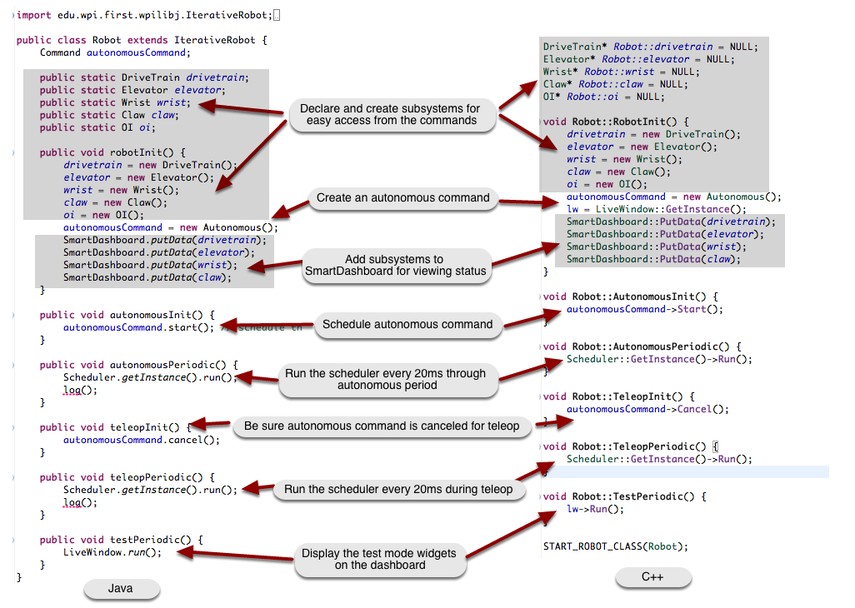 import edu.wpi.first.wpilibj.IterativeRobot;
public class Robot extends IterativeRobot {
Command autonomousCommand;
public static DriveTrain drivetrain;
public static Elevator elevator;
public static Wrist wrist;
public static Claw claw;
public static OI oi;
public void robotInit() {
drivetrain = new DriveTrain();
elevator = new Elevator();
wrist = new Wrist();
claw = new Claw();
oi = new OI();
autonomousCommand = new Autonomous();
SmartDashboard.putData(drivetrain);
SmartDashboard.putData(elevator);
SmartDashboard.putData(wrist);
SmartDashboard.putData(claw);
}
public void autonomousInit() {
autonomousCommand.start(); // schedule th
}
public void autonomousPeriodic() {
Scheduler.getInstance().run();
log();
}
public void teleopInit() {
autonomousCommand.cancel();
}
public void teleopPeriodic() {
Scheduler.getInstance().run();
log();
}
public void testPeriodic() {
LiveWindow.run();
}
}
Java
Declare and create subsystems for
easy access from the commands
Create an autonomous command
Add subsystems to
SmartDashboard for viewing status
Schedule autonomous command
Run the scheduler every 20ms through
autonomous period
Be sure autonomous command is canceled for teleop
Run the scheduler every 20ms during teleop
Display the test mode widgets
on the dashboard
DriveTrain* Robot::drivetrain = NULL;
Elevator* Robot::elevator = NULL;
Wrist* Robot::wrist = NULL;
Claw* Robot::claw = NULL;
OI* Robot::oi = NULL;
void Robot::RobotInit() {
drivetrain = new DriveTrain();
elevator = new Elevator();
wrist = new Wrist();
claw = new Claw();
oi = new OI();
autonomousCommand = new Autonomous();
lw = LiveWindow::GetInstance();
SmartDashboard::PutData(drivetrain);
SmartDashboard::PutData(elevator);
SmartDashboard::PutData(wrist);
SmartDashboard::PutData(claw);
}
void Robot::AutonomousInit() {
autonomousCommand->Start();
}
void Robot::AutonomousPeriodic() {
Scheduler::GetInstance()->Run();
}
void Robot::TeleopInit() {
autonomousCommand->Cancel();
}
void Robot::TeleopPeriodic() {
Scheduler::GetInstance()->Run();
}
void Robot::TestPeriodic() {
lw->Run();
}
START_ROBOT_CLASS(Robot);
C++